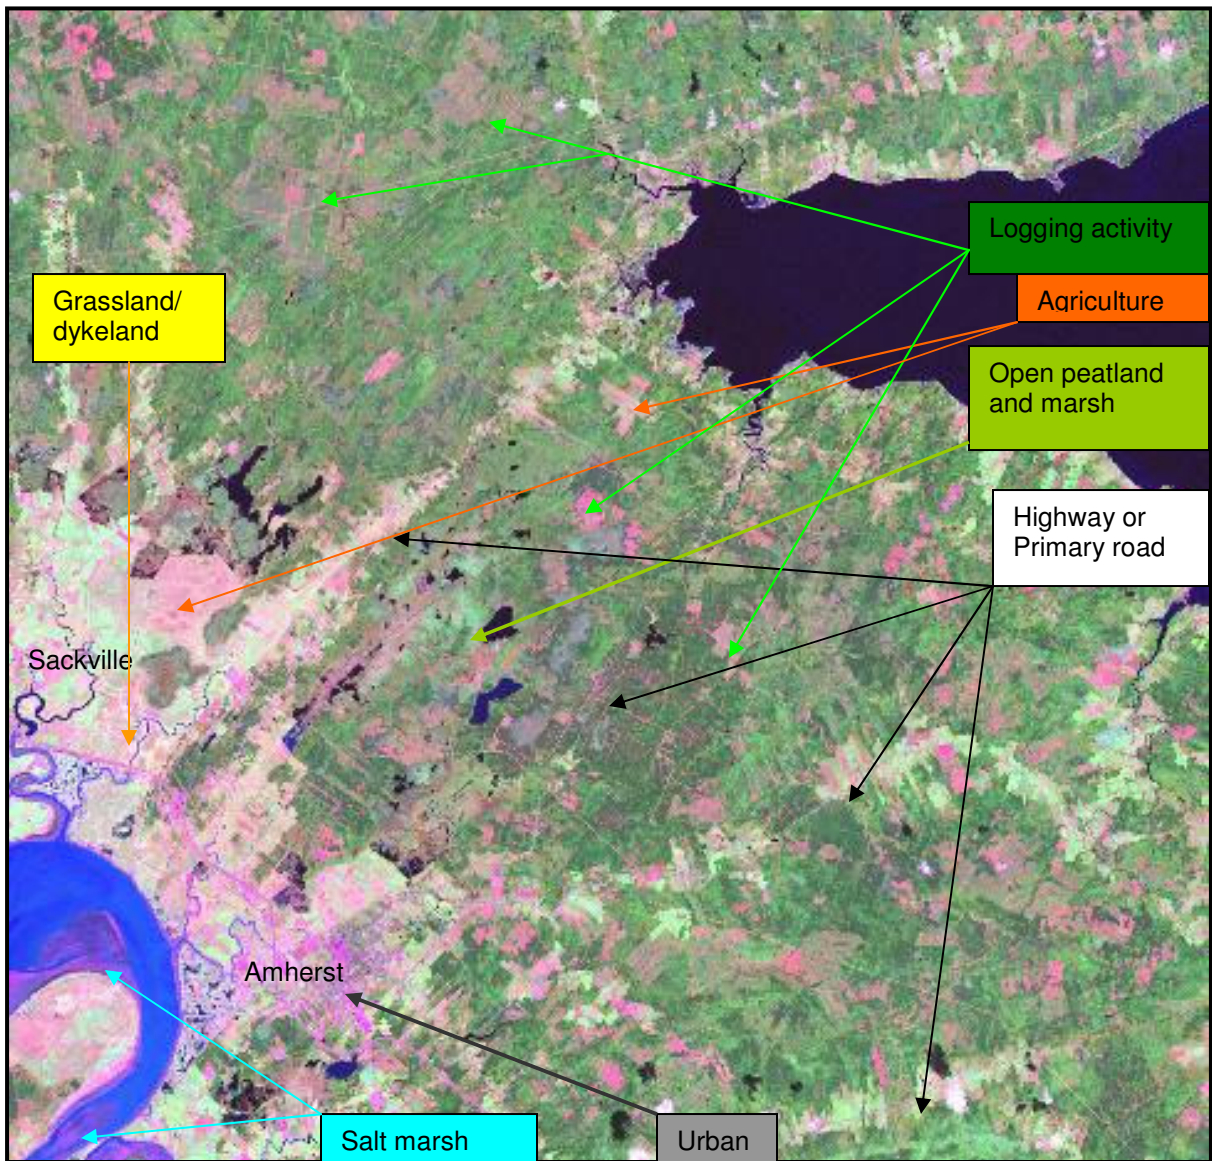 Logging activity
Grassland/
dykeland
Agriculture
Open peatland
and marsh
Highway or
Primary road
Sackville
Amherst
Salt marsh
Urban